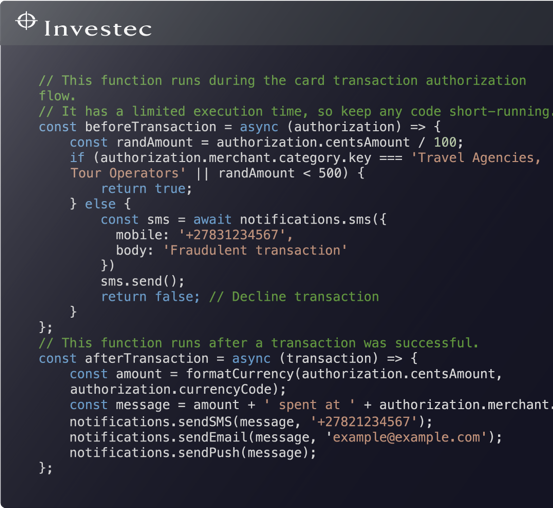 Investec
// This function runs during the card transaction authorization
flow.
// It has a limited execution time, so keep any code short-running.
const beforeTransaction = async (authorization) => {
const randAmount = authorization.centsAmount / 100;
if (authorization.merchant.category.key === 'Travel Agencies,
Tour Operators' || randAmount < 500) {
return true;
} else {
const sms = await notifications.sms({
mobile: '+27831234567',
body: 'Fraudulent transaction'
})
sms.send();
return false; // Decline transaction
}
};
// This function runs after a transaction was successful.
const afterTransaction = async (transaction) => {
const amount = formatCurrency(authorization.centsAmount,
authorization.currencyCode);
const message = amount + ' spent at ' + authorization.merchant.
notifications.sendSMS(message, '+27821234567');
notifications.sendEmail(message, 'example@example.com');
notifications.sendPush(message);
};